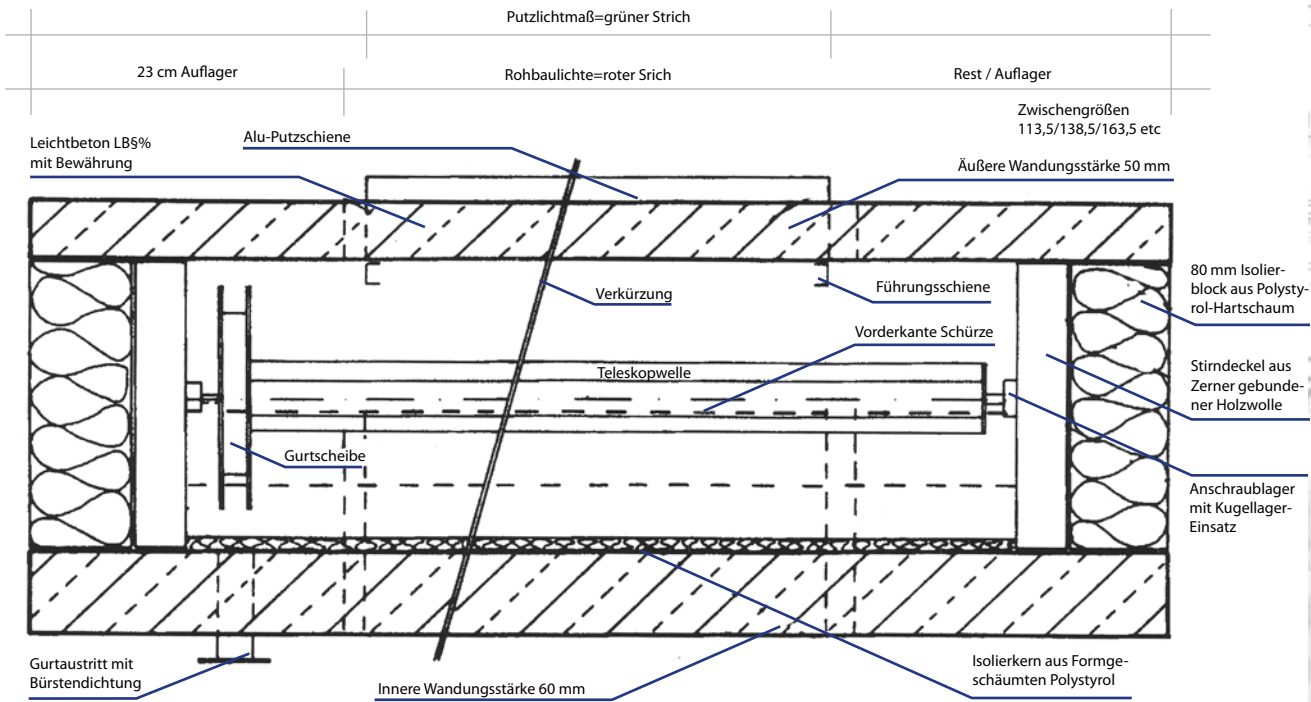 Putzlichtmaß=grüner Strich
23 cm Auflager
Rohbaulichte=roter Srich
Rest / Auflager
Zwischengrößen
113,5/138,5/163,5 etc
Leichtbeton LB§%
mit Bewährung
Alu-Putzschiene
Äußere Wandungsstärke 50 mm
Verkürzung
Führungsschiene
80 mm Isolier-
block aus Polysty-
rol-Hartschaum
Vorderkante Schürze
Teleskopwelle
Stirndeckel aus
Zerner gebunde-
ner Holzwolle
Gurtscheibe
Anschraublager
mit Kugellager-
Einsatz
Gurtaustritt mit
Bürstendichtung
Innere Wandungsstärke 60 mm
Isolierkern aus Formge-
schäumten Polystyrol